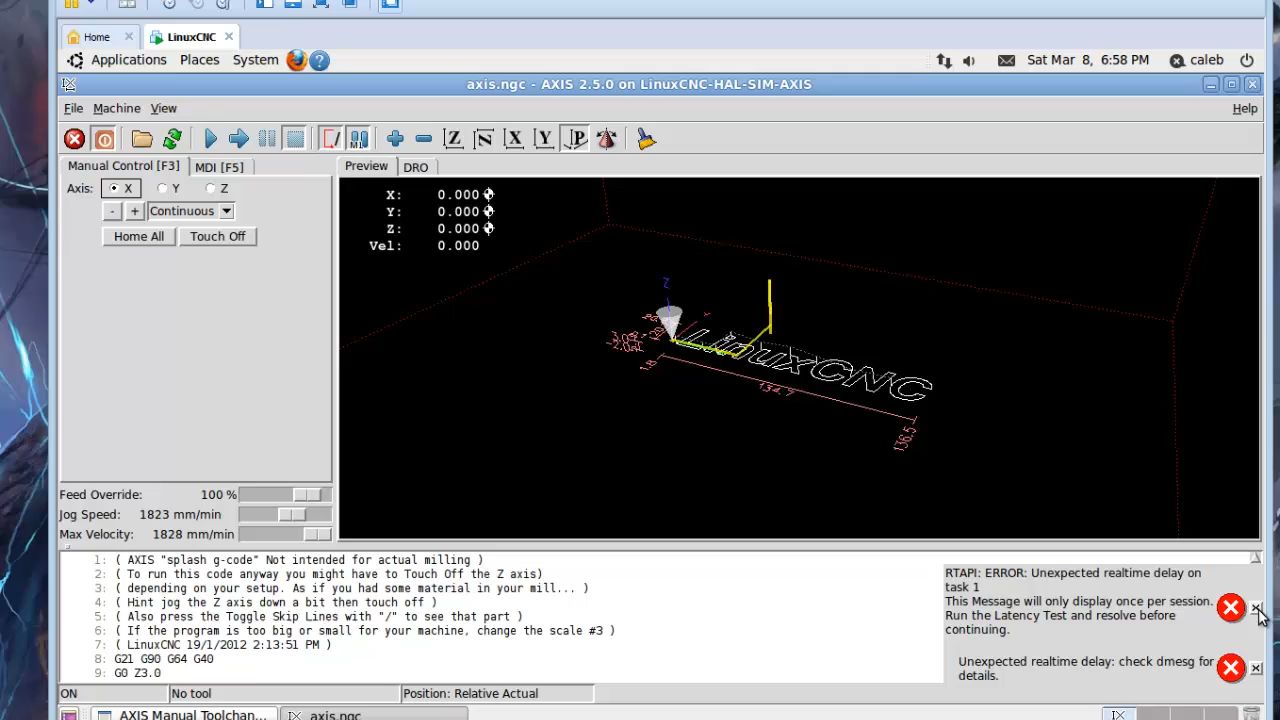 Home
LinuxCNC
Applications Places System
Sat Mar 8, 6:58 PM
caleb
axis.ngc - AXIS 2.5.0 on LinuxCNC-HAL-SIM-AXIS
File Machine View
Help
Z N X Y P
Manual Control [F3]
MDI [F5]
Preview
DRO
Axis: X Y Z
- + Continuous
Home All
Touch Off
X: 0.000
Y: 0.000
Z: 0.000
Vel: 0.000
Z
LinuxCNC
1.8
134.7
136.5
Feed Override: 100 %
Jog Speed: 1823 mm/min
Max Velocity: 1828 mm/min
1: ( AXIS "splash g-code" Not intended for actual milling )
2: ( To run this code anyway you might have to Touch Off the Z axis)
3: ( depending on your setup. As if you had some material in your mill... )
4: ( Hint jog the Z axis down a bit then touch off )
5: ( Also press the Toggle Skip Lines with "/" to see that part )
6: ( If the program is too big or small for your machine, change the scale #3 )
7: ( LinuxCNC 19/1/2012 2:13:51 PM )
8: G21 G90 G64 G40
9: G0 Z3.0
RTAPI: ERROR: Unexpected realtime delay on
task 1
This Message will only display once per session.
Run the Latency Test and resolve before
continuing.
Unexpected realtime delay: check dmesg for
details.
ON
No tool
Position: Relative Actual
AXIS Manual Toolchan...
axis.ngc